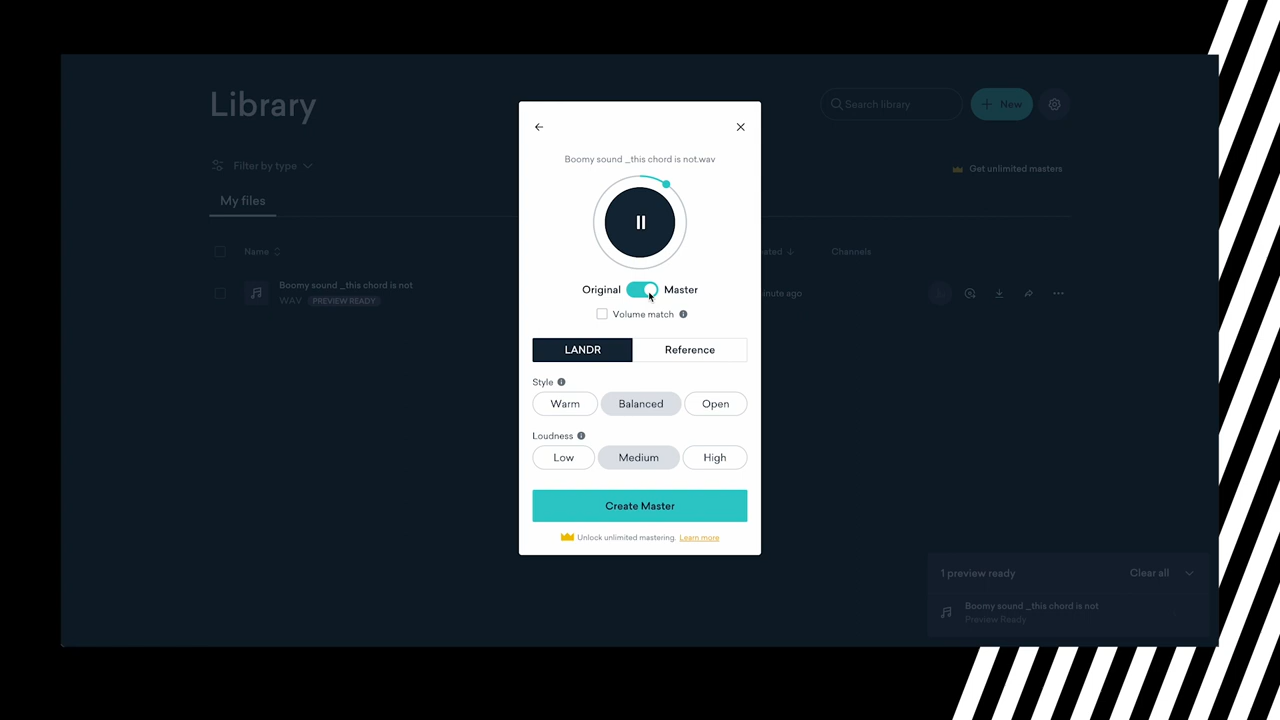 Library
Search library
New
Filter by type
Get unlimited masters
My files
Name
ated
Channels
Boomy sound _this chord is not
WAV PREVIEW READY
nute ago
Boomy sound _this chord is not.wav
Original
Master
Volume match
LANDR
Reference
Style
Warm
Balanced
Open
Loudness
Low
Medium
High
Create Master
Unlock unlimited mastering. Learn more
1 preview ready
Clear all
Boomy sound _this chord is not
Preview Ready